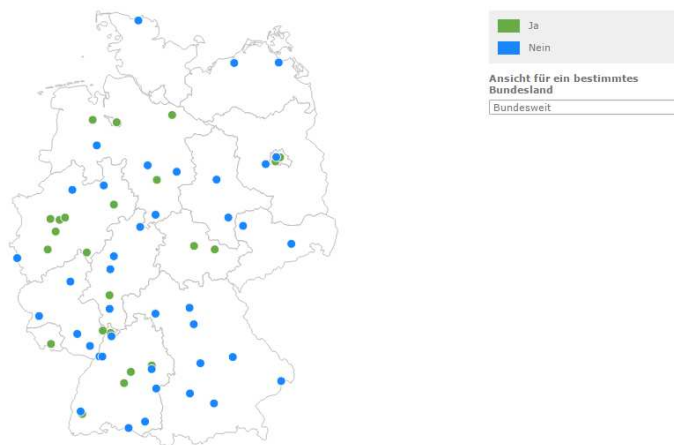 Ja
Nein
Ansicht für ein bestimmtes
Bundesland
Bundesweit